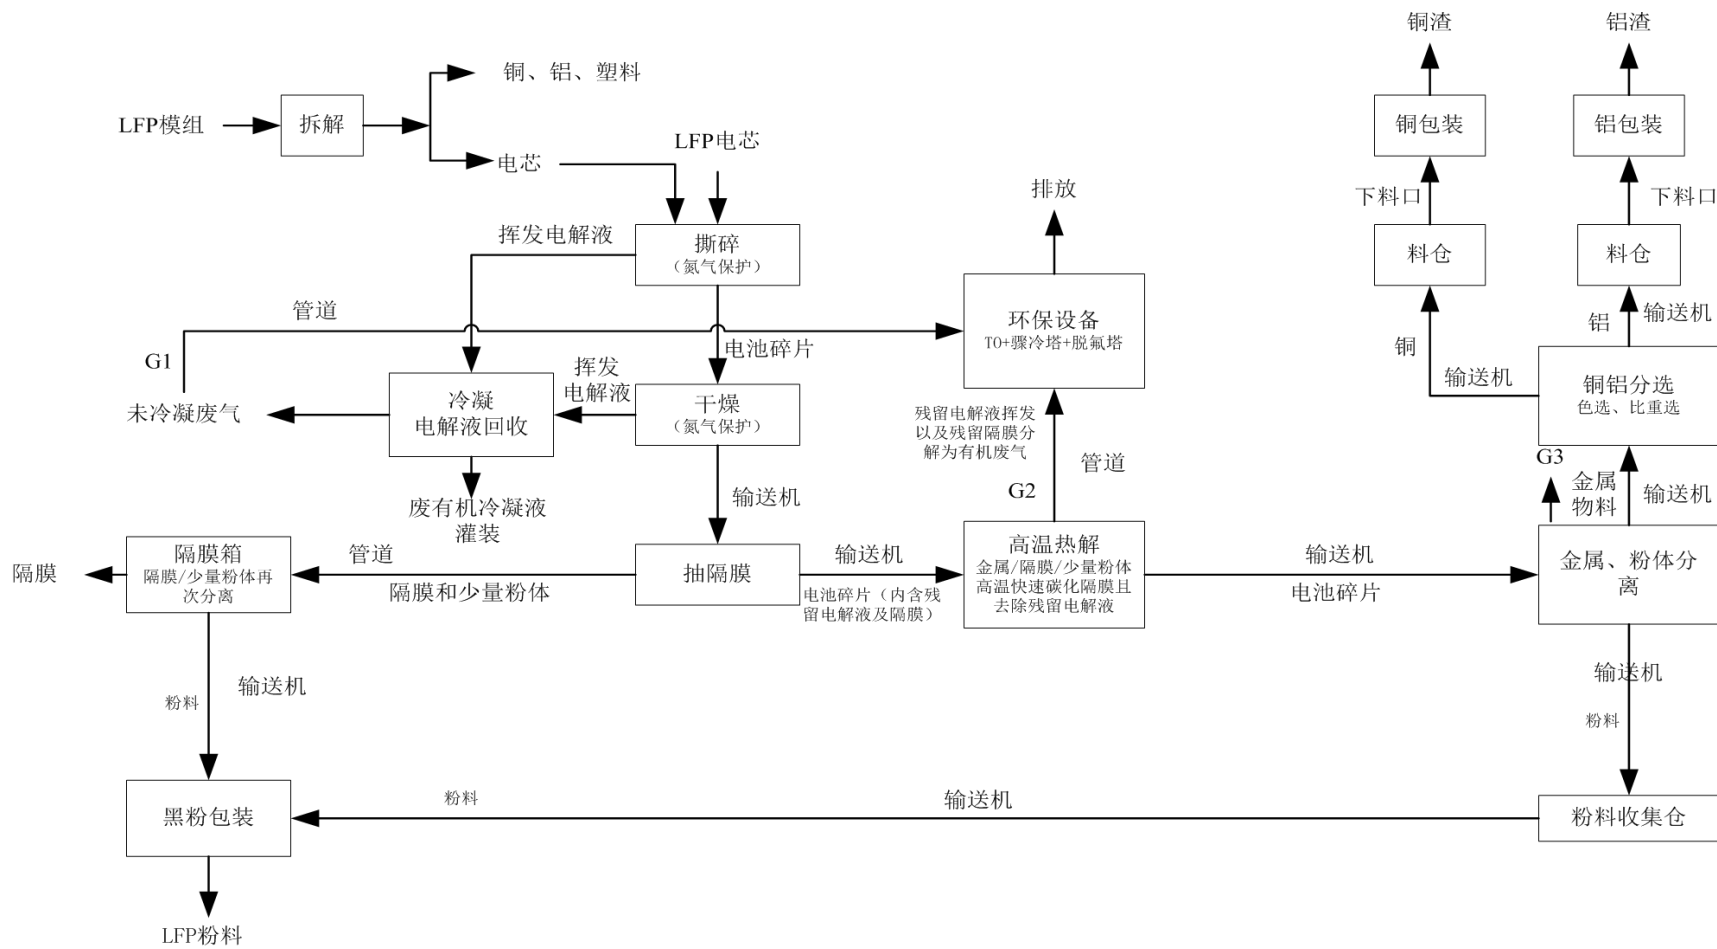 铜渣
铝渣
铜、铝、塑料
LFP模组
拆解
电芯
LFP电芯
铜包装
铝包装
下料口
下料口
料仓
料仓
排放
挥发电解液
撕碎
（氮气保护）
管道
G1
电池碎片
环保设备
TO+骤冷塔+脱氟塔
铜
铝
输送机
输送机
铜铝分选
色选、比重选
未冷凝废气
冷凝
电解液回收
挥发
电解液
干燥
（氮气保护）
残留电解液挥发
以及残留隔膜分
解为有机废气
管道
G2
G3
金属
物料
输送机
废有机冷凝液
灌装
输送机
隔膜
隔膜箱
隔膜/少量粉体再
次分离
管道
隔膜和少量粉体
抽隔膜
输送机
电池碎片（内含残
留电解液及隔膜）
高温热解
金属/隔膜/少量粉体
高温快速碳化隔膜且
去除残留电解液
输送机
电池碎片
金属、粉体分
离
输送机
粉料
输送机
粉料
黑粉包装
粉料
输送机
粉料收集仓
LFP粉料